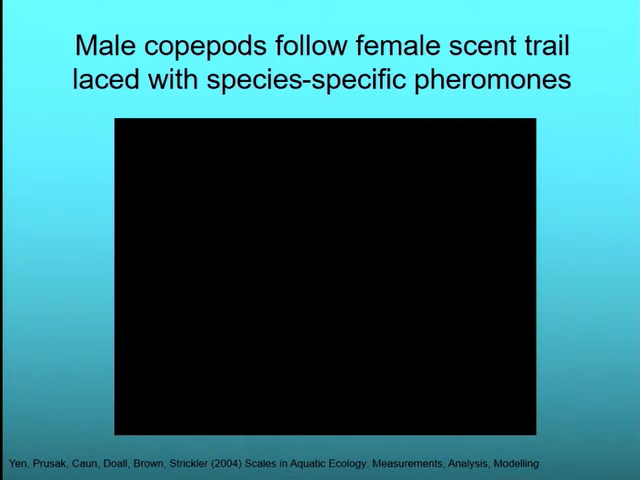 Male copepods follow female scent trail
laced with species-specific pheromones
Yen, Prusak, Caun, Doall, Brown, Strickler (2004) Scales in Aquatic Ecology: Measurements, Analysis, Modelling